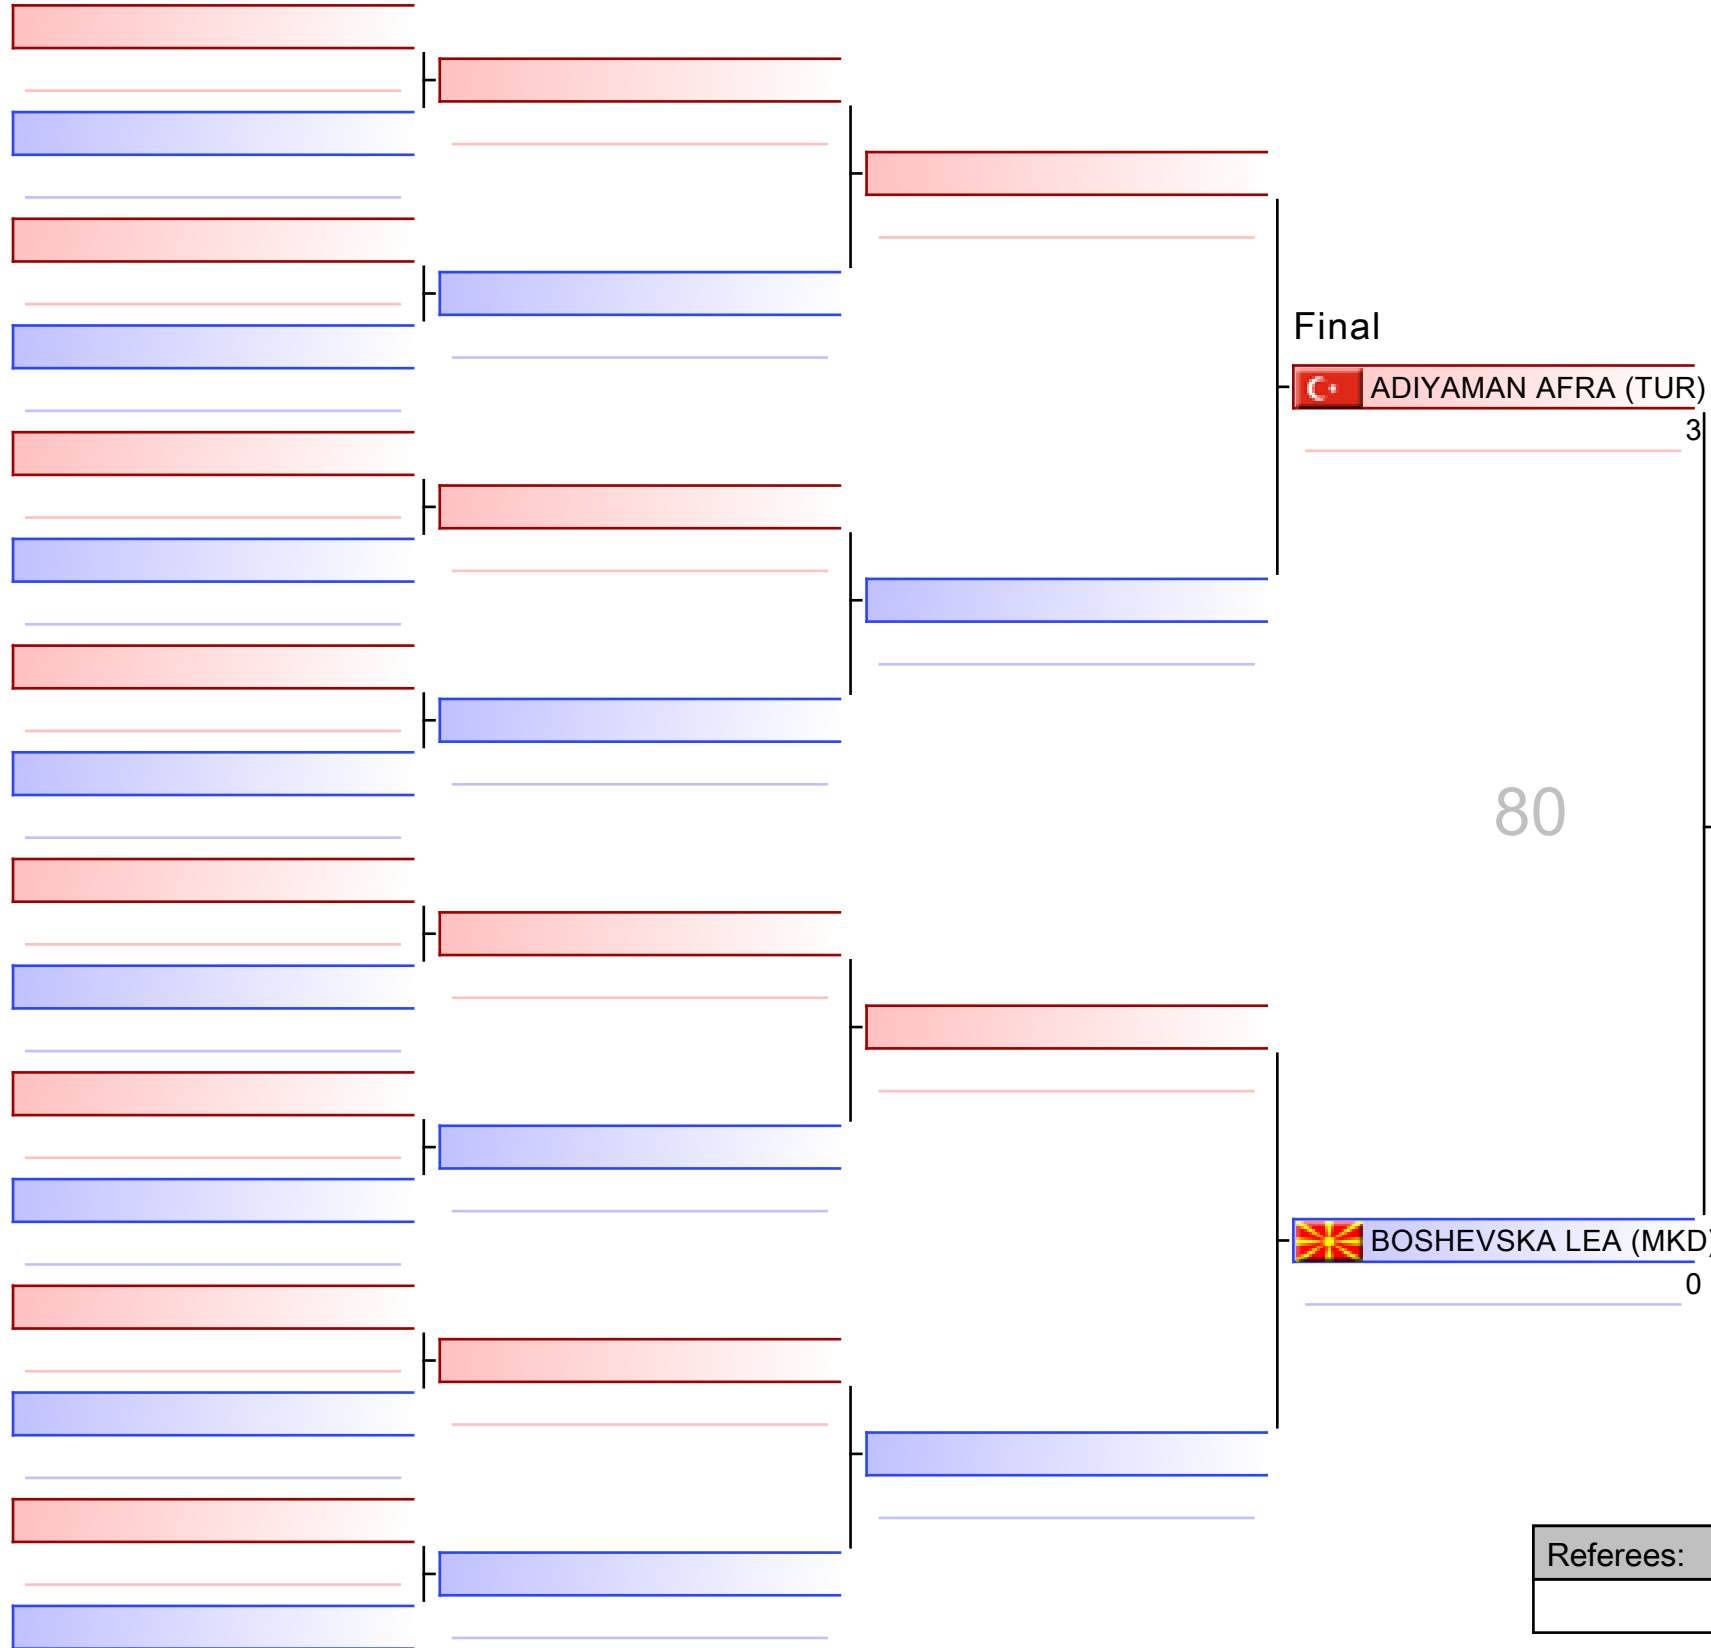 Final
ADIYAMAN AFRA (TUR)
3
80
BOSHEVSKA LEA (MKD)
0
Referees: